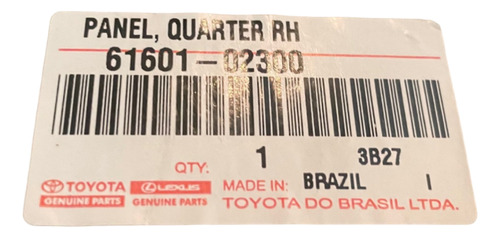 PANEL, QUARTER RH
61601-02300
QTY: 1 3B27
TOYOTA LEXUS MADE IN: BRAZIL I
GENUINE PARTS GENUINE PARTS TOYOTA DO BRASIL LTDA.